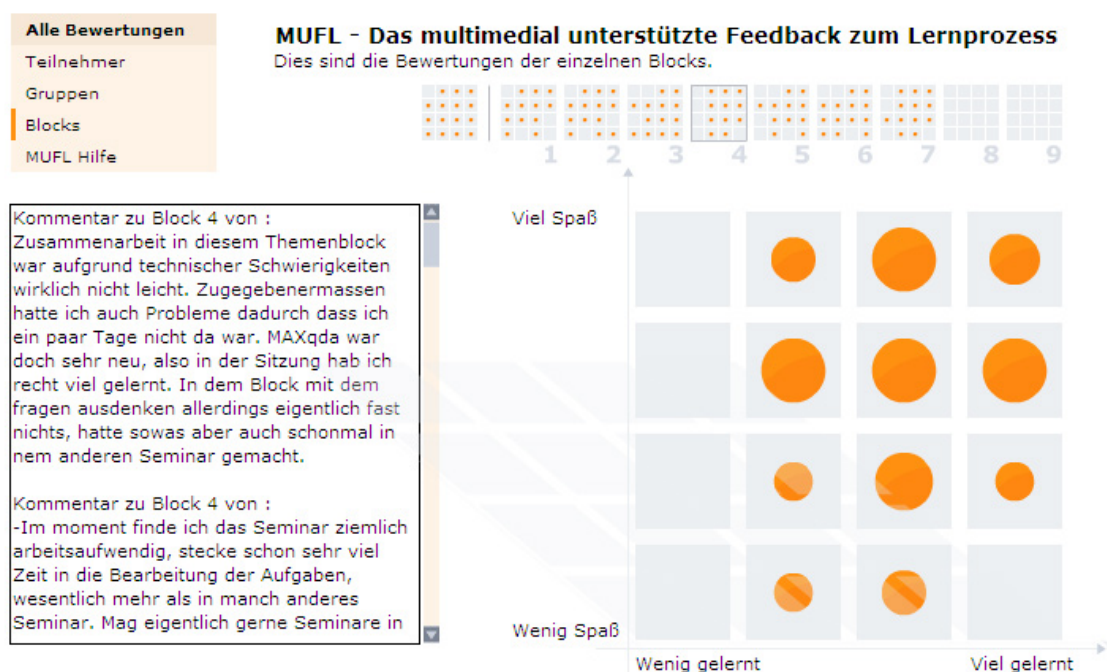 Alle Bewertungen
Teilnehmer
Gruppen
Blocks
MUFL Hilfe
MUFL - Das multimedial unterstützte Feedback zum Lernprozess
Dies sind die Bewertungen der einzelnen Blocks.
1 2 3 4 5 6 7 8 9
Kommentar zu Block 4 von :
Zusammenarbeit in diesem Themenblock
war aufgrund technischer Schwierigkeiten
wirklich nicht leicht. Zugegebenermassen
hatte ich auch Probleme dadurch dass ich
ein paar Tage nicht da war. MAXqda war
doch sehr neu, also in der Sitzung hab ich
recht viel gelernt. In dem Block mit dem
fragen ausdenken allerdings eigentlich fast
nichts, hatte sowas aber auch schonmal in
nem anderen Seminar gemacht.
Kommentar zu Block 4 von :
-Im moment finde ich das Seminar ziemlich
arbeitsaufwendig, stecke schon sehr viel
Zeit in die Bearbeitung der Aufgaben,
wesentlich mehr als in manch anderes
Seminar. Mag eigentlich gerne Seminare in
Viel Spaß
Wenig Spaß
Wenig gelernt
Viel gelernt